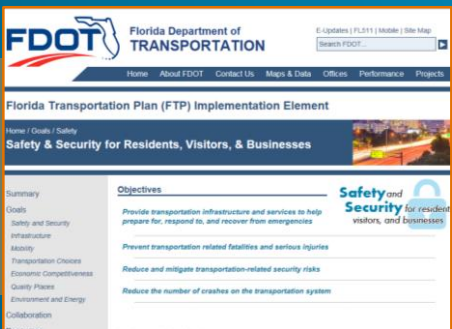 FDOT
Florida Department of
TRANSPORTATION
E-Updates | FL511 | Mobile | Site Map
Search FDOT...
Home About FDOT Contact Us Maps & Data Offices Performance Projects
Florida Transportation Plan (FTP) Implementation Element
Home / Goals / Safety
Safety & Security for Residents, Visitors, & Businesses
Summary
Goals
Safety and Security
Infrastructure
Mobility
Transportation Choices
Economic Competitiveness
Quality Places
Environment and Energy
Collaboration
Objectives
Provide transportation infrastructure and services to help
prepare for, respond to, and recover from emergencies
Prevent transportation related fatalities and serious injuries
Reduce and mitigate transportation-related security risks
Reduce the number of crashes on the transportation system
Safety and
Security for resident
visitors, and businesses